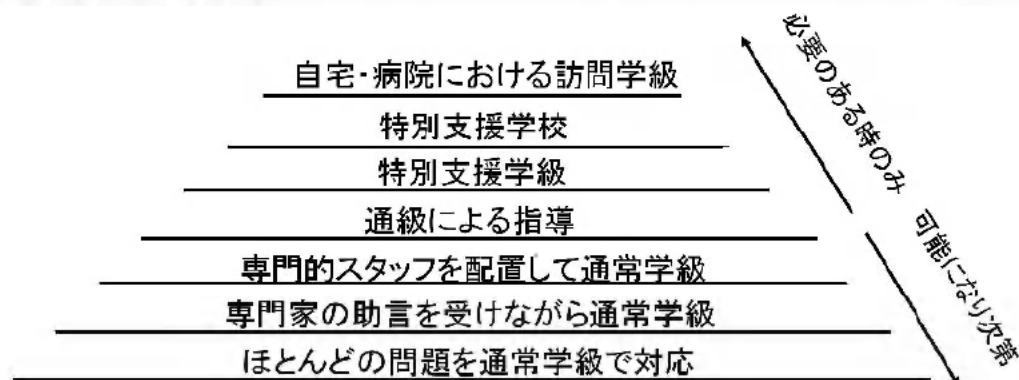 自宅・病院における訪問学級
特別支援学校
特別支援学級
通級による指導
専門的スタッフを配置して通常学級
専門家の助言を受けながら通常学級
ほとんどの問題を通常学級で対応
必要のある時のみ
可能になり次第